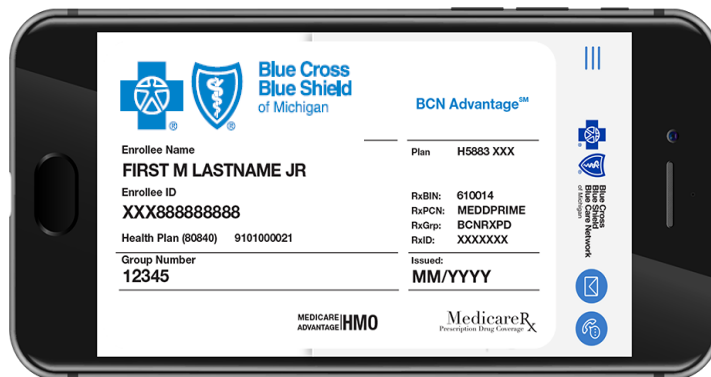 Blue Cross
Blue Shield
of Michigan
®
®
BCN Advantage℠
Enrollee Name
FIRST M LASTNAME JR
Enrollee ID
XXX888888888
Health Plan (80840) 9101000021
Group Number
12345
Plan H5883 XXX
RxBIN: 610014
RxPCN: MEDDPRIME
RxGrp: BCNRXPD
RxID: XXXXXXX
Issued:
MM/YYYY
MEDICARE
ADVANTAGE
HMO
MedicareRx
Prescription Drug Coverage
Blue Cross
Blue Shield
Blue Care Network
of Michigan